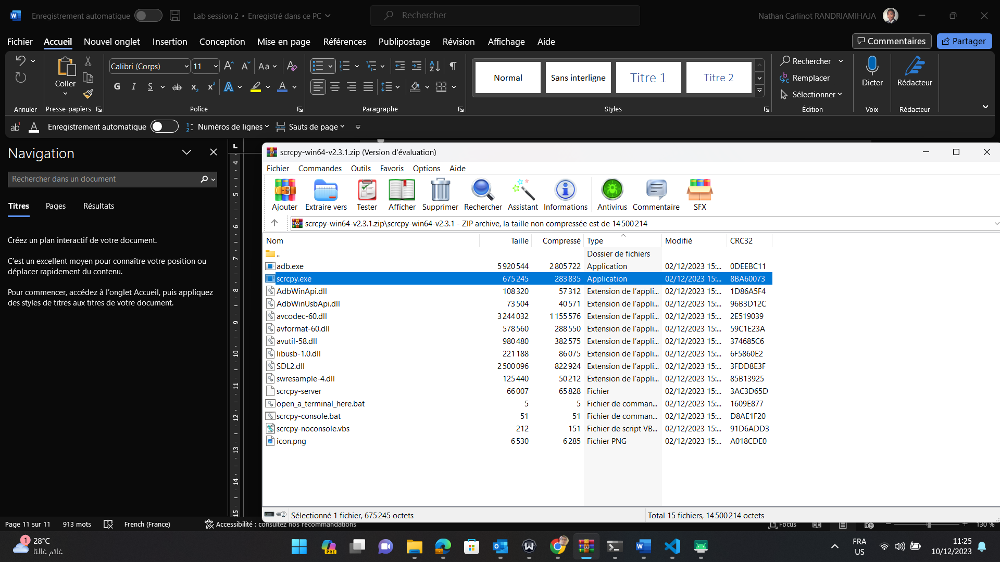 Enregistrement automatique
Lab session 2 • Enregistré dans ce PC
Rechercher
Nathan Carlinot RANDRIAMIHAJA
Fichier Accueil Nouvel onglet Insertion Conception Mise en page Références Publipostage Révision Affichage Aide
Commentaires Partager
Coller
Calibri (Corps) 11
Aa
G I S ab x₂ x² A A
Normal
Sans interligne
Titre 1
Titre 2
Rechercher
Remplacer
Sélectionner
Dicter
Rédacteur
Annuler Presse-papiers Police Paragraphe Styles Édition Voix Rédacteur
Enregistrement automatique Numéros de lignes Sauts de page
Navigation
Rechercher dans un document
Titres Pages Résultats
Créez un plan interactif de votre document.
C’est un excellent moyen pour connaître votre position ou
déplacer rapidement du contenu.
Pour commencer, accédez à l’onglet Accueil, puis appliquez
des styles de titres aux titres de votre document.
4
5
6
7
8
9
10
11
12
13
14
15
scrcpy-win64-v2.3.1.zip (Version d'évaluation)
Fichier Commandes Outils Favoris Options Aide
Ajouter Extraire vers Tester Afficher Supprimer Rechercher Assistant Informations Antivirus Commentaire SFX
scrcpy-win64-v2.3.1.zip\scrcpy-win64-v2.3.1 - ZIP archive, la taille non compressée est de 14 500 214
Nom Taille Compressé Type Modifié CRC32
.. Dossier de fichiers
adb.exe 5 920 544 2 805 722 Application 02/12/2023 15:... 0DEEBC11
scrcpy.exe 675 245 283 835 Application 02/12/2023 15:... 8BA60073
AdbWinApi.dll 108 320 57 312 Extension de l’appli... 02/12/2023 15:... 1D86A5F4
AdbWinUsbApi.dll 73 504 40 571 Extension de l’appli... 02/12/2023 15:... 96B3D12C
avcodec-60.dll 3 244 032 1 155 576 Extension de l’appli... 02/12/2023 15:... 2E519039
avformat-60.dll 578 560 288 550 Extension de l’appli... 02/12/2023 15:... 59C1E23A
avutil-58.dll 980 480 382 575 Extension de l’appli... 02/12/2023 15:... 374685C6
libusb-1.0.dll 221 188 86 075 Extension de l’appli... 02/12/2023 15:... 6F5860E2
SDL2.dll 2 500 096 822 924 Extension de l’appli... 02/12/2023 15:... 3FDD8E3F
swresample-4.dll 125 440 50 212 Extension de l’appli... 02/12/2023 15:... 85B13925
scrcpy-server 66 007 65 828 Fichier 02/12/2023 15:... 3AC3D65D
open_a_terminal_here.bat 5 5 Fichier de comman... 02/12/2023 15:... 1609E877
scrcpy-console.bat 51 51 Fichier de comman... 02/12/2023 15:... D8AE1F20
scrcpy-noconsole.vbs 212 151 Fichier de script VB... 02/12/2023 15:... 91D6ADD3
icon.png 6 530 6 285 Fichier PNG 02/12/2023 15:... A018CDE0
Sélectionné 1 fichier, 675 245 octets
Total 15 fichiers, 14 500 214 octets
Page 11 sur 11 913 mots French (France) Accessibilité : consultez nos recommandations Focus 130 %
1
28°C
غائم غالبًا
PRE
FRA
US
11:25
10/12/2023